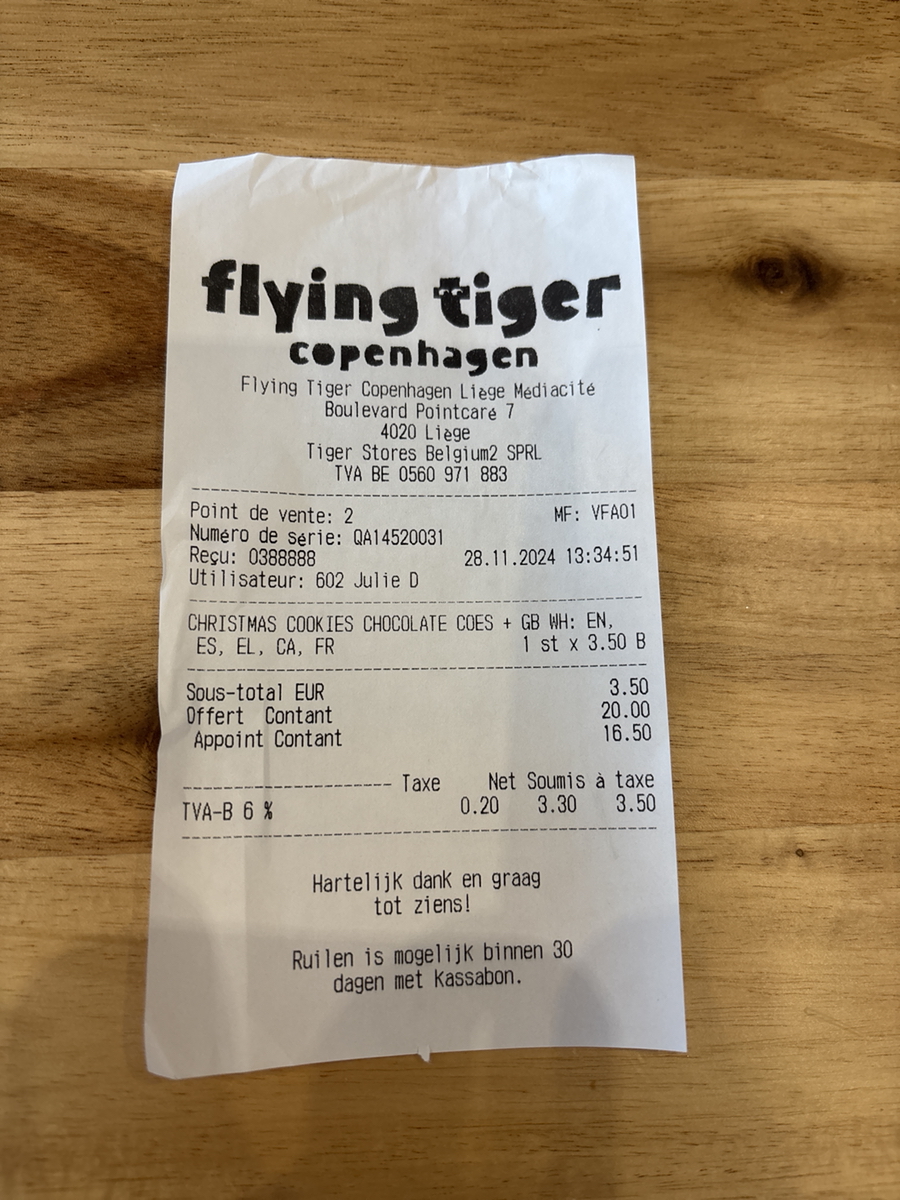 flying tiger
copenhagen
Flying Tiger Copenhagen Liège Médiacité
Boulevard Pointcaré 7
4020 Liège
Tiger Stores Belgium2 SPRL
TVA BE 0560 971 883
Point de vente: 2 MF: VFA01
Numéro de série: QA14520031
Reçu: 0388888 28.11.2024 13:34:51
Utilisateur: 602 Julie D
CHRISTMAS COOKIES CHOCOLATE COES + GB WH: EN,
ES, EL, CA, FR 1 st x 3.50 B
Sous-total EUR 3.50
Offert Contant 20.00
Appoint Contant 16.50
Taxe Net Soumis à taxe
TVA-B 6 % 0.20 3.30 3.50
Hartelijk dank en graag
tot ziens!
Ruilen is mogelijk binnen 30
dagen met Kassabon.